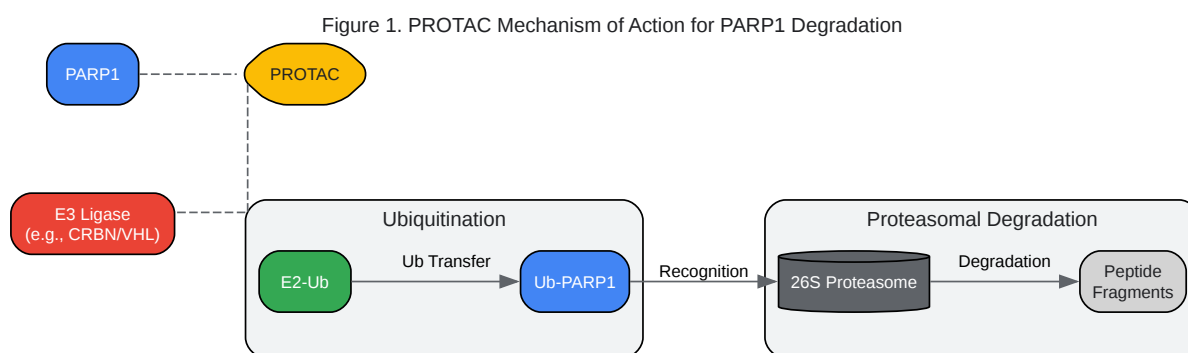 Figure 1. PROTAC Mechanism of Action for PARP1 Degradation
PARP1
PROTAC
E3 Ligase
(e.g., CRBN/VHL)
Ubiquitination
E2-Ub
Ub Transfer
Ub-PARP1
Recognition
Proteasomal Degradation
26S Proteasome
Degradation
Peptide
Fragments